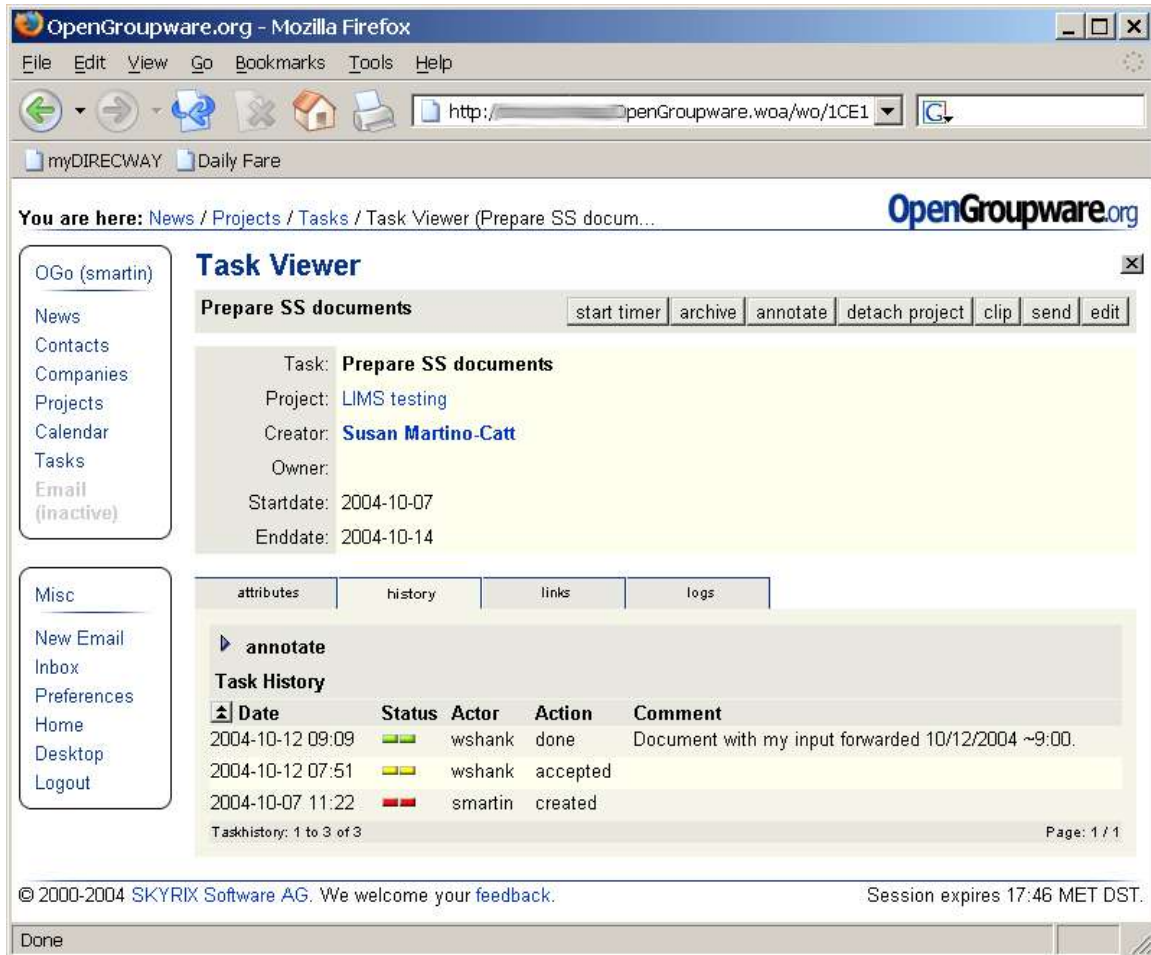 OpenGroupware.org - Mozilla Firefox
File Edit View Go Bookmarks Tools Help
http:/ OpenGroupware.woa/wo/1CE1 G
myDIRECWAY Daily Fare
You are here: News / Projects / Tasks / Task Viewer (Prepare SS docum...
OpenGroupware.org
OGo (smartin)
News
Contacts
Companies
Projects
Calendar
Tasks
Email
(inactive)
Misc
New Email
Inbox
Preferences
Home
Desktop
Logout
Task Viewer
Prepare SS documents start timer archive annotate detach project clip send edit
Task: Prepare SS documents
Project: LIMS testing
Creator: Susan Martino-Catt
Owner:
Startdate: 2004-10-07
Enddate: 2004-10-14
attributes history links logs
annotate
Task History
Date Status Actor Action Comment
2004-10-12 09:09 wshank done Document with my input forwarded 10/12/2004 ~9:00.
2004-10-12 07:51 wshank accepted
2004-10-07 11:22 smartin created
Taskhistory: 1 to 3 of 3 Page: 1 / 1
© 2000-2004 SKYRIX Software AG. We welcome your feedback. Session expires 17:46 MET DST.
Done